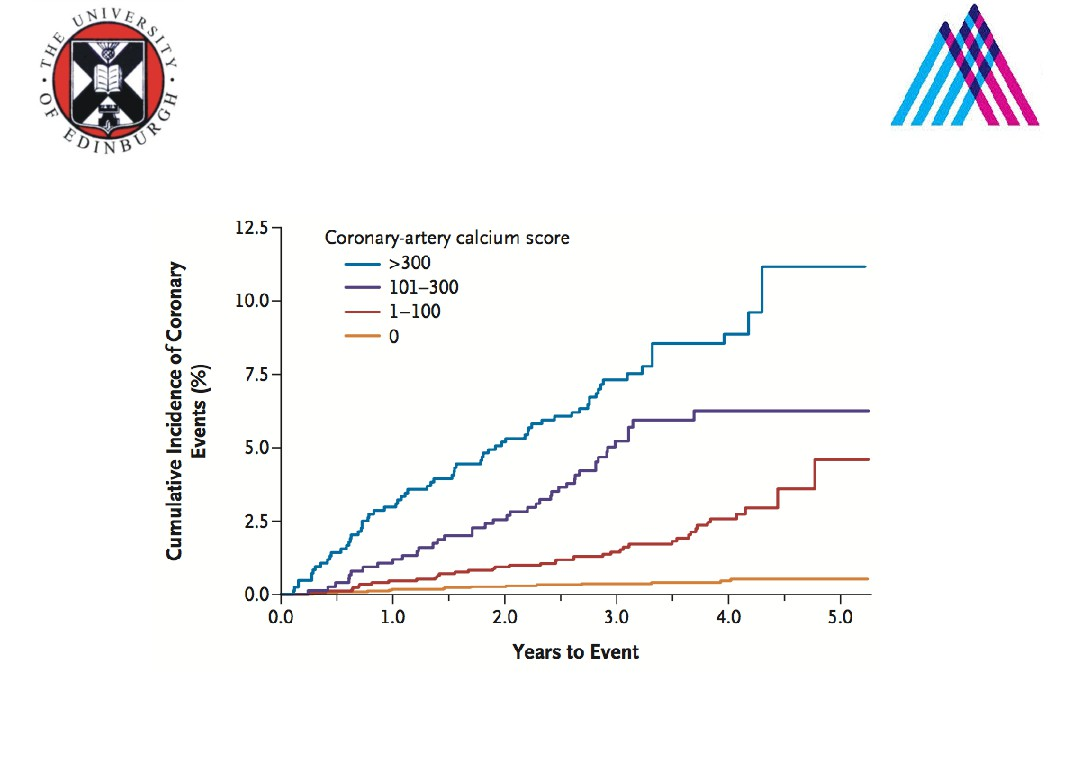 THE UNIVERSITY
OF EDINBURGH
Coronary-artery calcium score
>300
101–300
1–100
0
Cumulative Incidence of Coronary
Events (%)
12.5
10.0
7.5
5.0
2.5
0.0
0.0 1.0 2.0 3.0 4.0 5.0
Years to Event